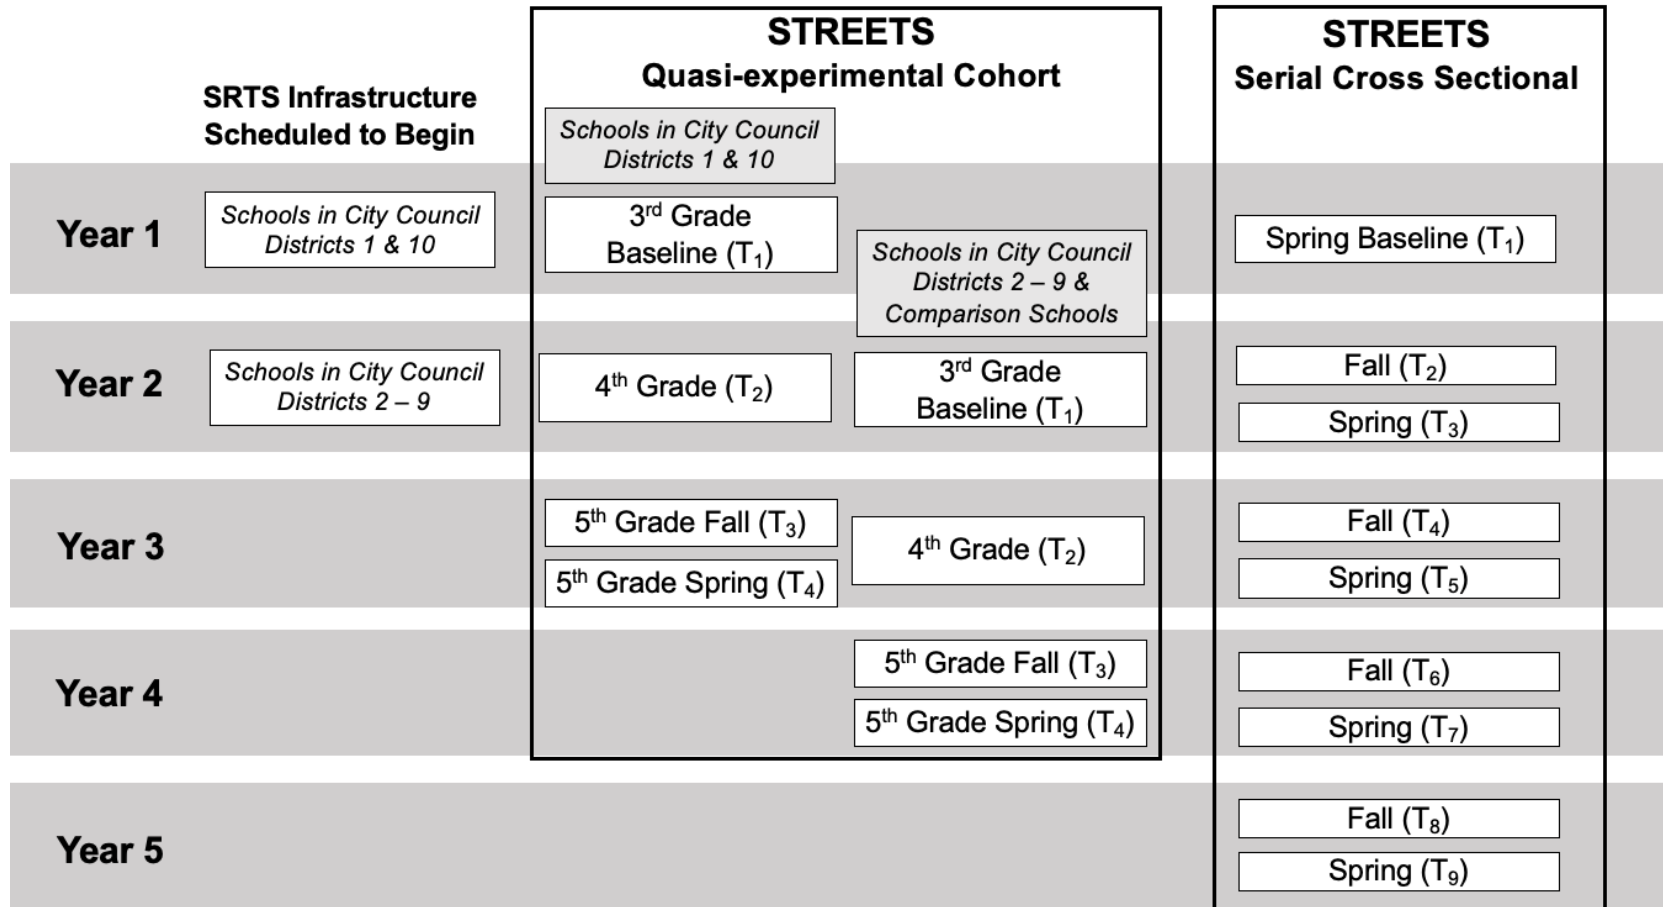 STREETS
Quasi-experimental Cohort
STREETS
Serial Cross Sectional
SRTS Infrastructure
Scheduled to Begin
Schools in City Council
Districts 1 & 10
Year 1
Schools in City Council
Districts 1 & 10
3rd Grade
Baseline (T1)
Schools in City Council
Districts 2 – 9 &
Comparison Schools
Spring Baseline (T1)
Year 2
Schools in City Council
Districts 2 – 9
4th Grade (T2)
3rd Grade
Baseline (T1)
Fall (T2)
Spring (T3)
Year 3
5th Grade Fall (T3)
5th Grade Spring (T4)
4th Grade (T2)
Fall (T4)
Spring (T5)
Year 4
5th Grade Fall (T3)
5th Grade Spring (T4)
Fall (T6)
Spring (T7)
Year 5
Fall (T8)
Spring (T9)